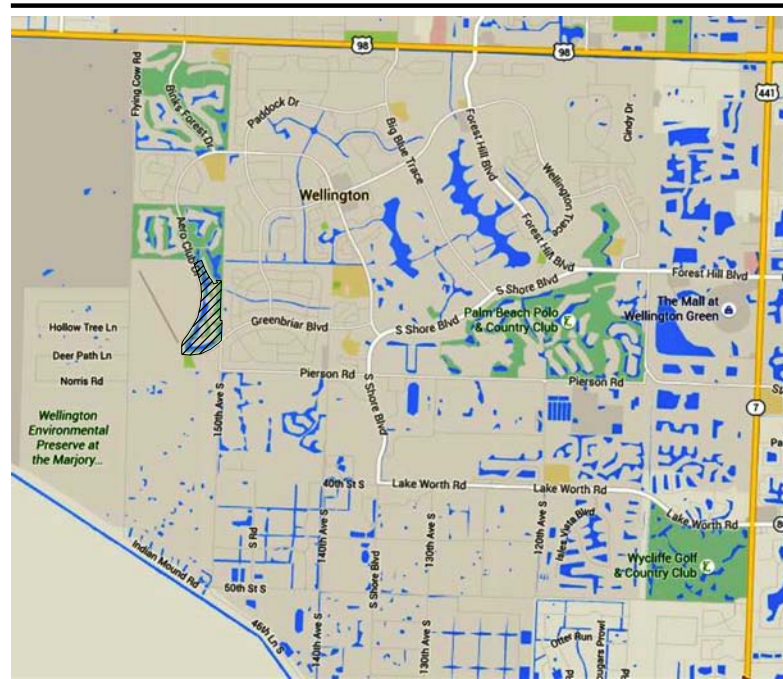 98
98
441
Flying Cow Rd
Binks Forest Dr
Paddock Dr
Big Blue Trace
Forest Hill Blvd
Cindy Dr
Wellington
Wellington Trace
Forest Hill Blvd
Aero Club Dr
Forest Hill Blvd
S Shore Blvd
The Mall at
Wellington Green
Palm Beach Polo
& Country Club
Hollow Tree Ln
Greenbriar Blvd
S Shore Blvd
Deer Path Ln
Norris Rd
Pierson Rd
Pierson Rd
150th Ave S
S Shore Blvd
7
Wellington
Environmental
Preserve at
the Marjory...
40th St S
Lake Worth Rd
Lake Worth Rd
Lake Worth Rd
S Rd
140th Ave S
130th Ave S
120th Ave S
Isles Vista Blvd
Indian Mound Rd
S Shore Blvd
Wycliffe Golf
& Country Club
50th St S
46th Ln S
140th Ave S
130th Ave S
Otter Run
Rd